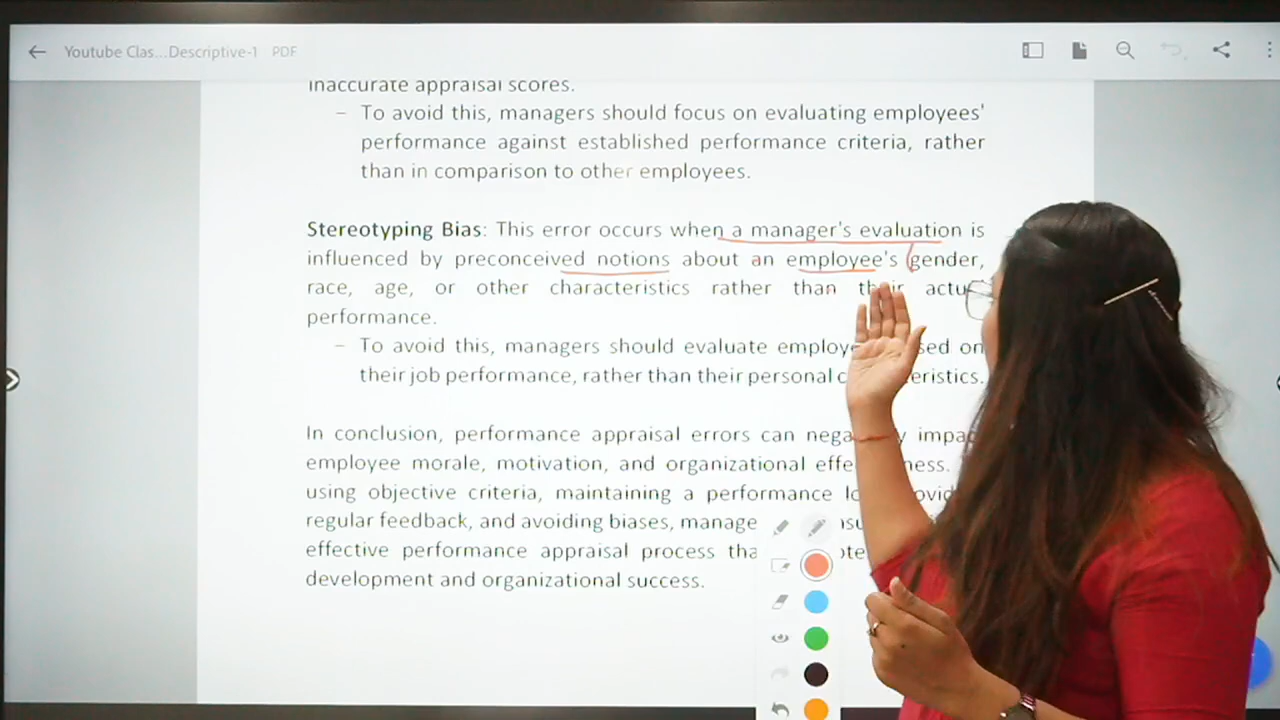 Youtube Clas...Descriptive-1 PDF
inaccurate appraisal scores.
– To avoid this, managers should focus on evaluating employees'
performance against established performance criteria, rather
than in comparison to other employees.
Stereotyping Bias: This error occurs when a manager's evaluation is
influenced by preconceived notions about an employee's gender,
race, age, or other characteristics rather than their
performance.
– To avoid this, managers should evaluate on
their job performance, rather than their personal
In conclusion, performance appraisal errors can
employee morale, motivation, and organizational
using objective criteria, maintaining a performance
regular feedback, and avoiding biases,
effective performance appraisal process
development and organizational success.